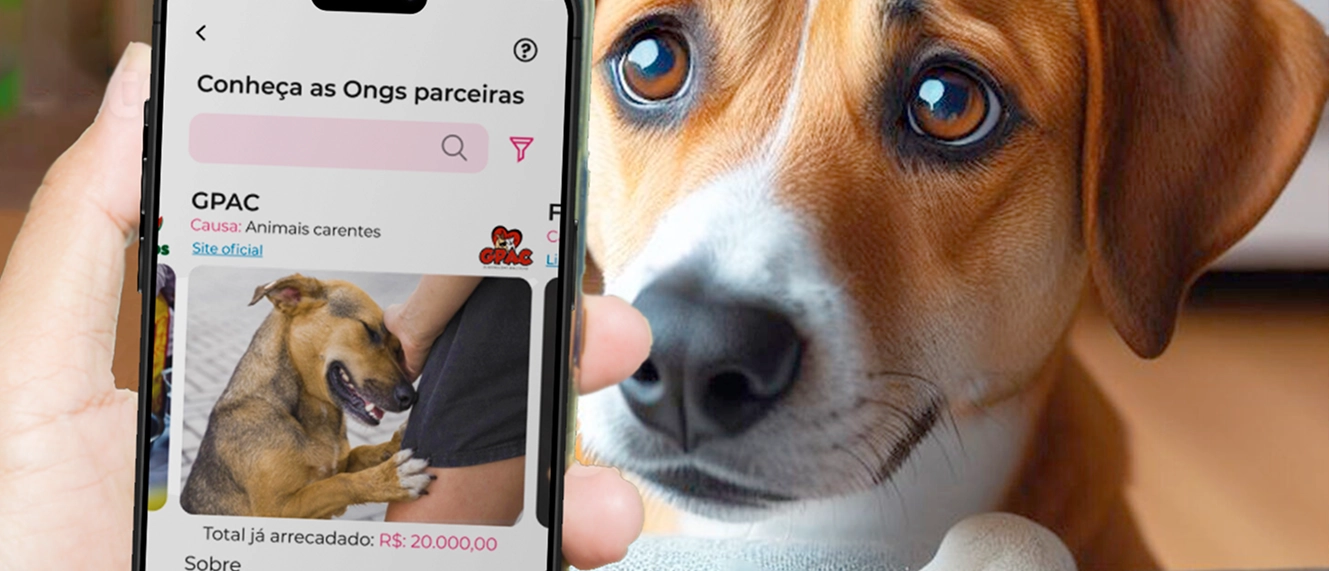 Conheça as Ongs parceiras
GPAC
Causa: Animais carentes
Site oficial
GPAC
Total já arrecadado: R$: 20.000,00
Sobre